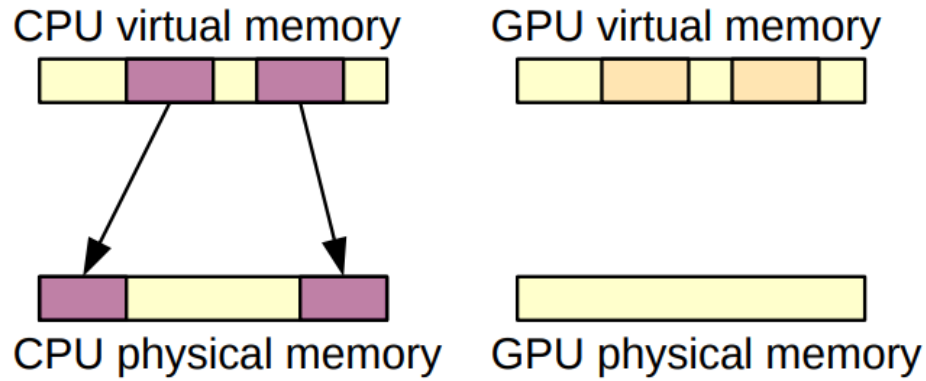 CPU virtual memory
GPU virtual memory
CPU physical memory
GPU physical memory